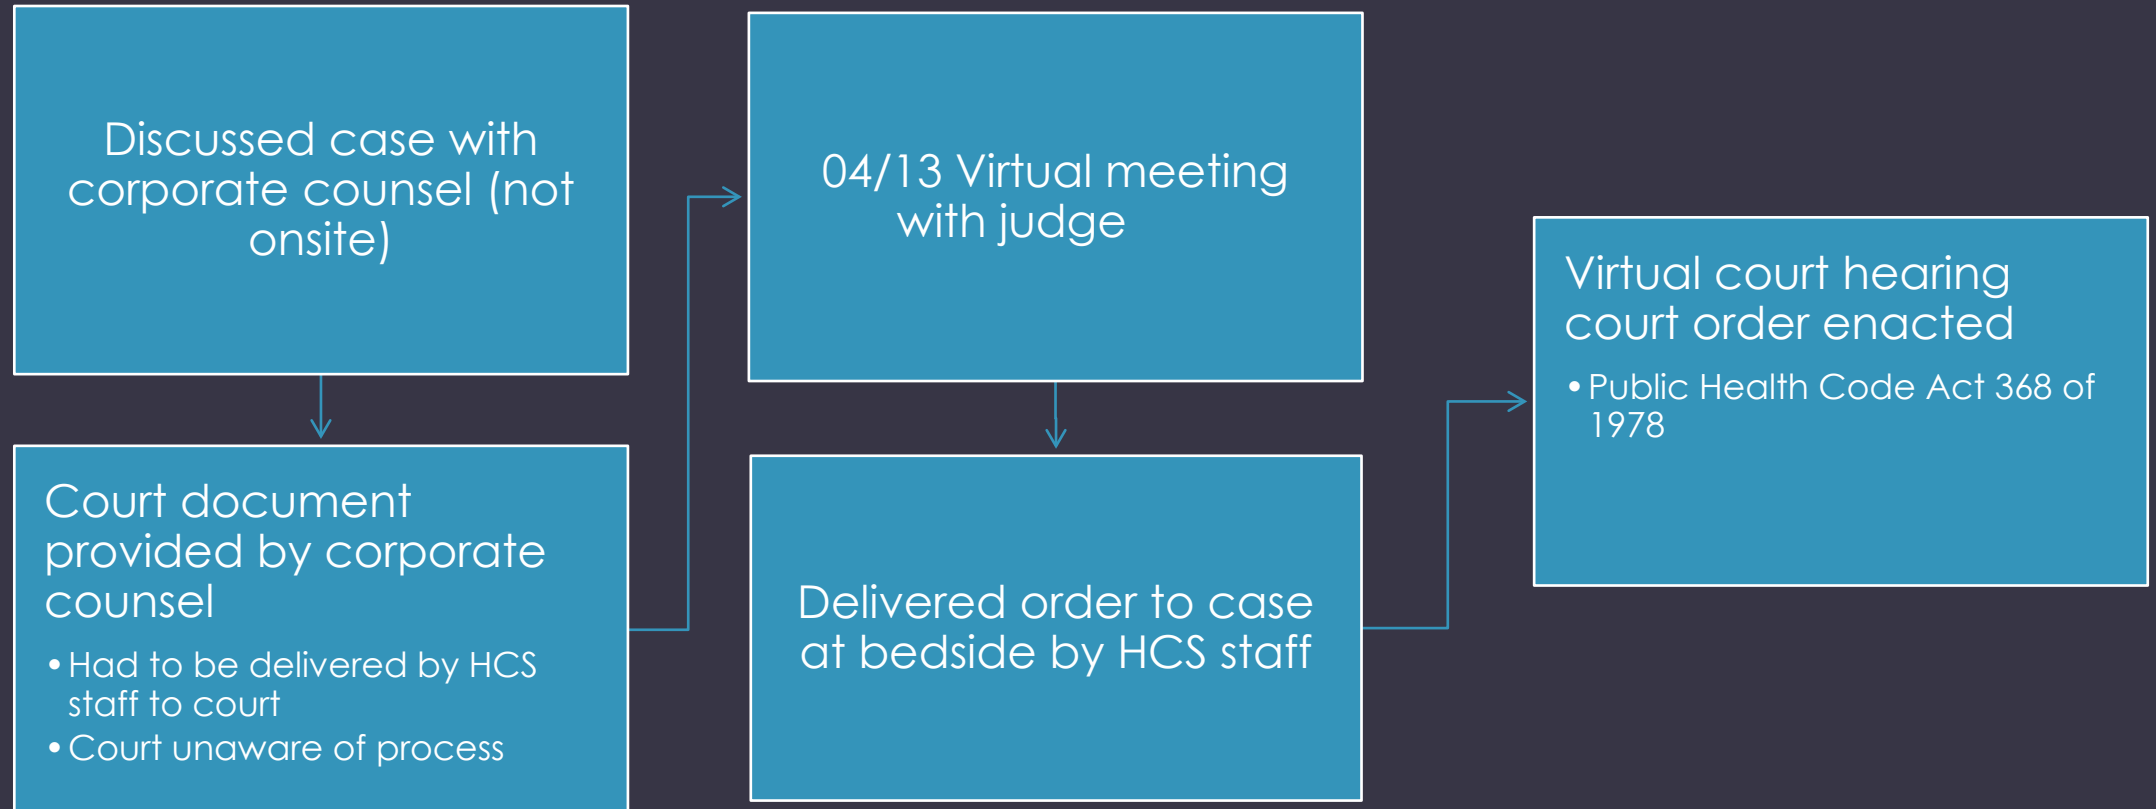 Discussed case with
corporate counsel (not
onsite)
Court document
provided by corporate
counsel
•Had to be delivered by HCS
staff to court
•Court unaware of process
04/13 Virtual meeting
with judge
Delivered order to case
at bedside by HCS staff
Virtual court hearing
court order enacted
•Public Health Code Act 368 of
1978